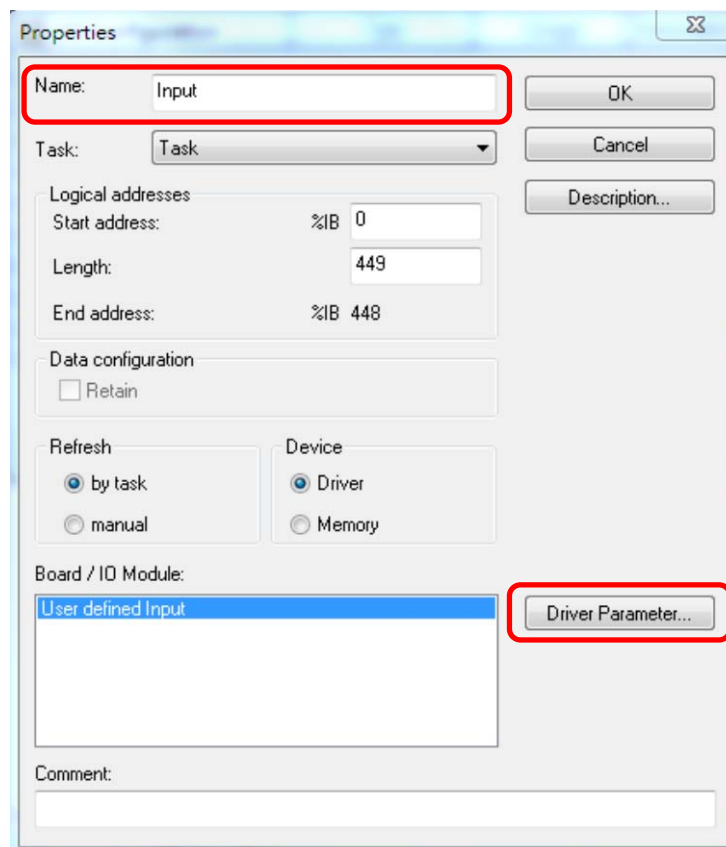 Properties
Name: Input
OK
Task: Task
Cancel
Logical addresses
Description...
Start address: %IB 0
Length: 449
End address: %IB 448
Data configuration
Retain
Refresh
Device
by task
Driver
manual
Memory
Board / IO Module:
User defined Input
Driver Parameter...
Comment: